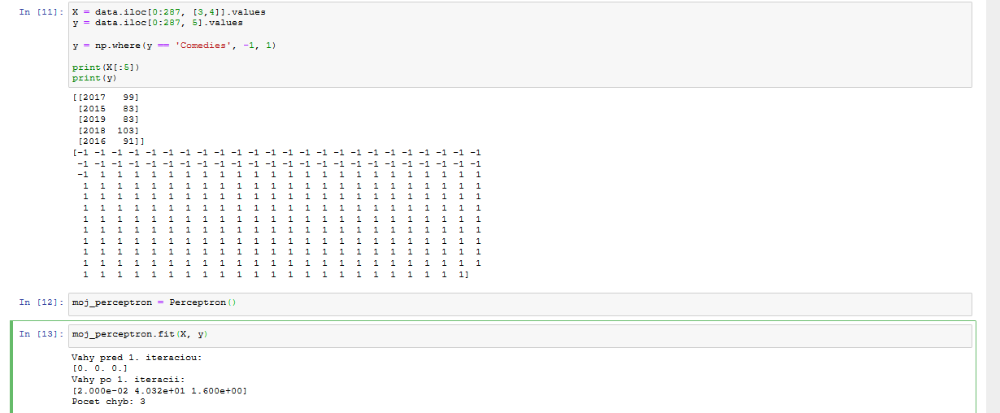 In [11]: X = data.iloc[0:287, [3,4]].values
y = data.iloc[0:287, 5].values
y = np.where(y == 'Comedies', -1, 1)
print(X[:5])
print(y)
[[2017   99]
 [2015   83]
 [2019   83]
 [2018  103]
 [2016   91]]
[-1 -1 -1 -1 -1 -1 -1 -1 -1 -1 -1 -1 -1 -1 -1 -1 -1 -1 -1 -1 -1 -1 -1 -1
 -1 -1 -1 -1 -1 -1 -1 -1 -1 -1 -1 -1 -1 -1 -1 -1 -1 -1 -1 -1 -1 -1 -1 -1
 -1  1  1  1  1  1  1  1  1  1  1  1  1  1  1  1  1  1  1  1  1  1  1  1
  1  1  1  1  1  1  1  1  1  1  1  1  1  1  1  1  1  1  1  1  1  1  1  1
  1  1  1  1  1  1  1  1  1  1  1  1  1  1  1  1  1  1  1  1  1  1  1  1
  1  1  1  1  1  1  1  1  1  1  1  1  1  1  1  1  1  1  1  1  1  1  1  1
  1  1  1  1  1  1  1  1  1  1  1  1  1  1  1  1  1  1  1  1  1  1  1  1
  1  1  1  1  1  1  1  1  1  1  1  1  1  1  1  1  1  1  1  1  1  1  1  1
  1  1  1  1  1  1  1  1  1  1  1  1  1  1  1  1  1  1  1  1  1  1  1  1
  1  1  1  1  1  1  1  1  1  1  1  1  1  1  1  1  1  1  1  1  1  1  1  1
  1  1  1  1  1  1  1  1  1  1  1  1  1  1  1  1  1  1  1  1  1  1  1  1
  1  1  1  1  1  1  1  1  1  1  1  1  1  1  1  1  1  1  1  1  1  1  1]
In [12]: moj_perceptron = Perceptron()
In [13]: moj_perceptron.fit(X, y)
Vahy pred 1. iteraciou:
[0. 0. 0.]
Vahy po 1. iteracii:
[2.000e-02 4.032e+01 1.600e+00]
Pocet chyb: 3